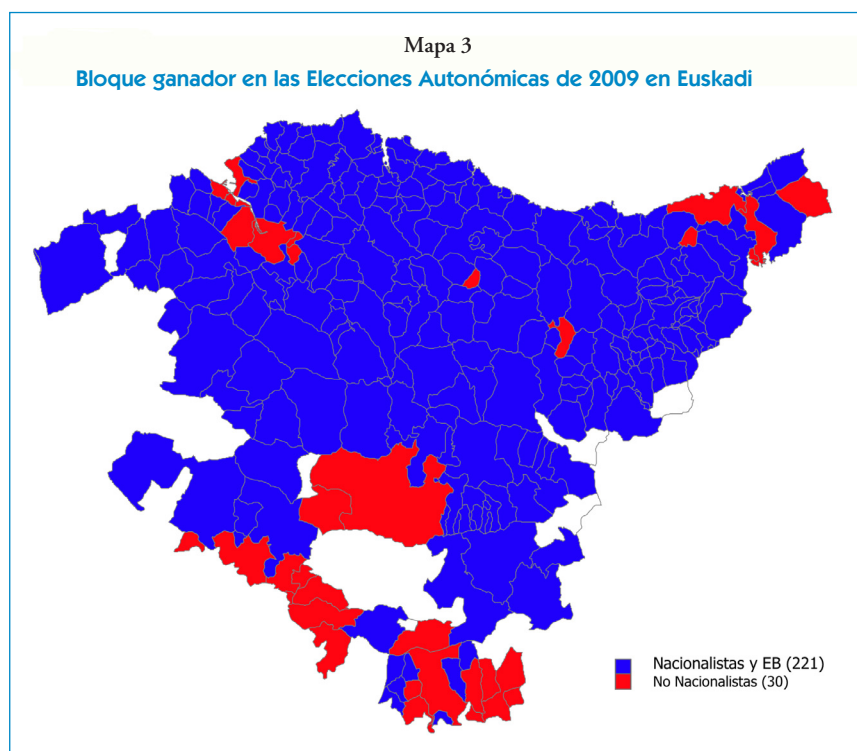 Mapa 3
Bloque ganador en las Elecciones Autonómicas de 2009 en Euskadi
Nacionalistas y EB (221)
No Nacionalistas (30)